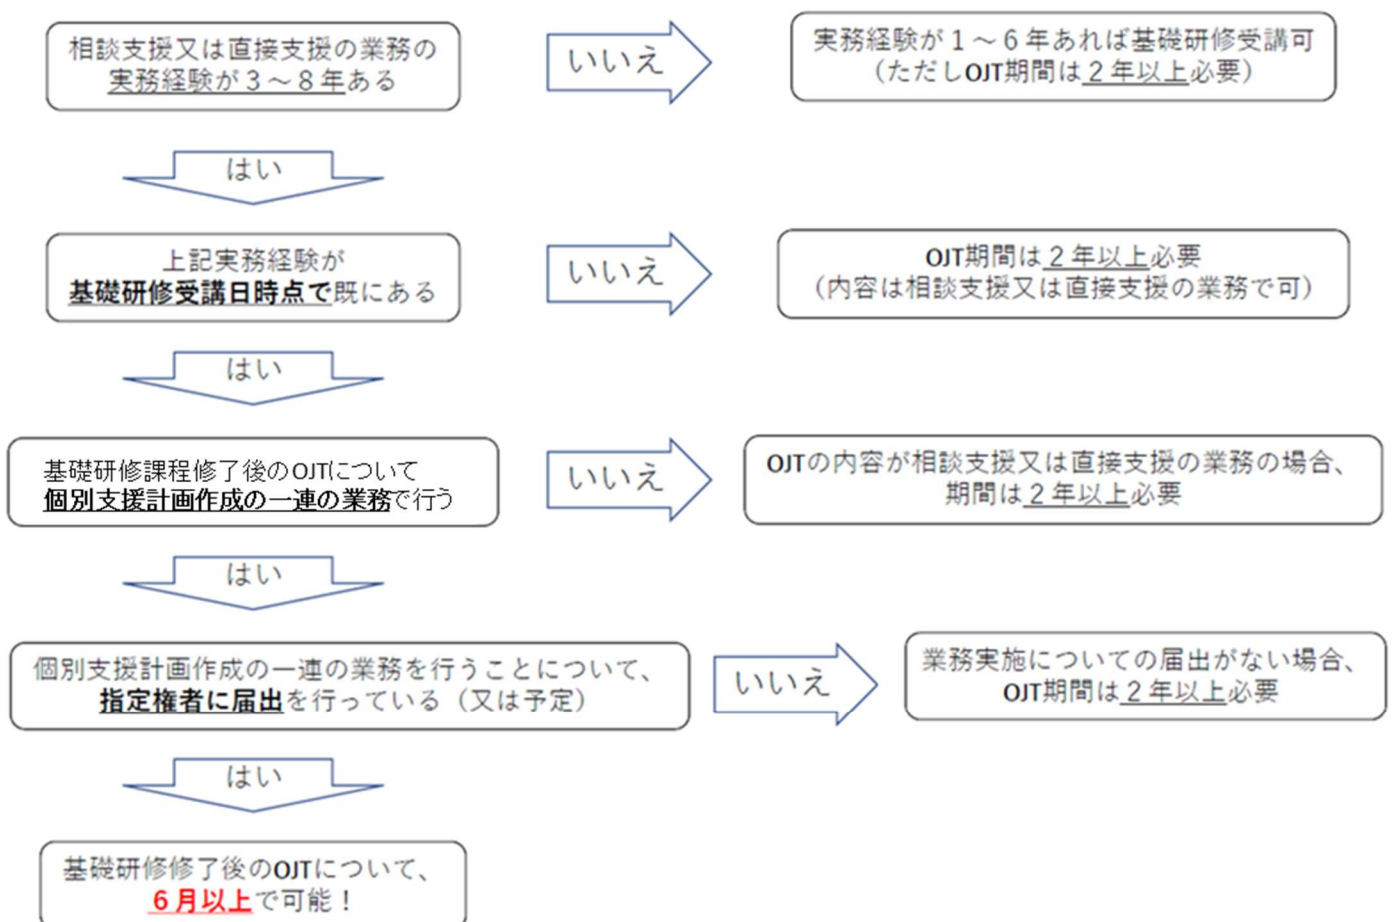 相談支援又は直接支援の業務の
実務経験が３～８年ある
いいえ
実務経験が１～６年あれば基礎研修受講可
（ただしOJT期間は２年以上必要）
はい
上記実務経験が
基礎研修受講日時点で既にある
いいえ
OJT期間は２年以上必要
（内容は相談支援又は直接支援の業務で可）
はい
基礎研修課程修了後のOJTについて
個別支援計画作成の一連の業務で行う
いいえ
OJTの内容が相談支援又は直接支援の業務の場合、
期間は２年以上必要
はい
個別支援計画作成の一連の業務を行うことについて、
指定権者に届出を行っている（又は予定）
いいえ
業務実施についての届出がない場合、
OJT期間は２年以上必要
はい
基礎研修修了後のOJTについて、
６月以上で可能！